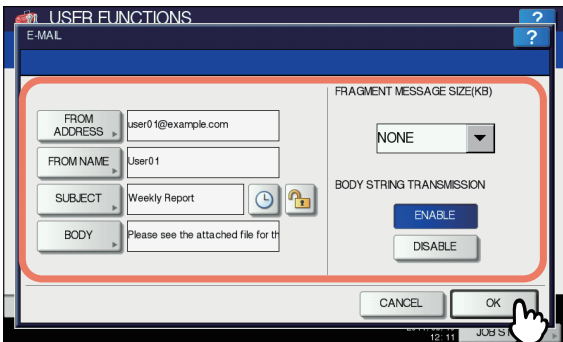 USER FUNCTIONS
?
E-MAIL
?
FROM
ADDRESS
user01@example.com
FROM NAME
User01
SUBJECT
Weekly Report
BODY
Please see the attached file for th
FRAGMENT MESSAGE SIZE(KB)
NONE
BODY STRING TRANSMISSION
ENABLE
DISABLE
CANCEL
OK
12:11
JOB S